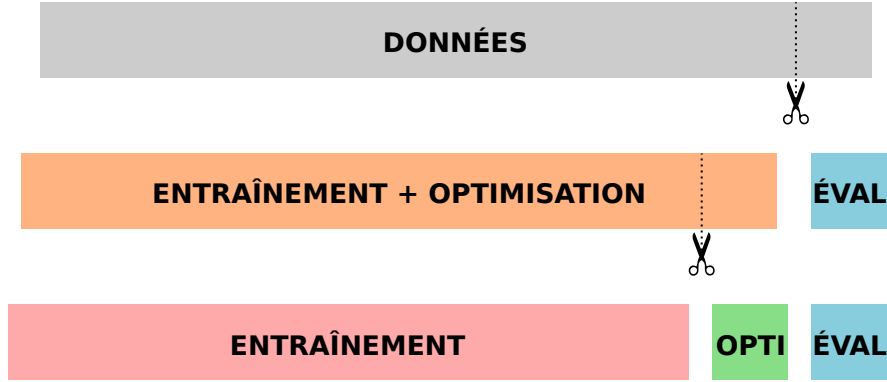 DONNÉES
ENTRAÎNEMENT + OPTIMISATION
ÉVAL
ENTRAÎNEMENT
OPTI
ÉVAL